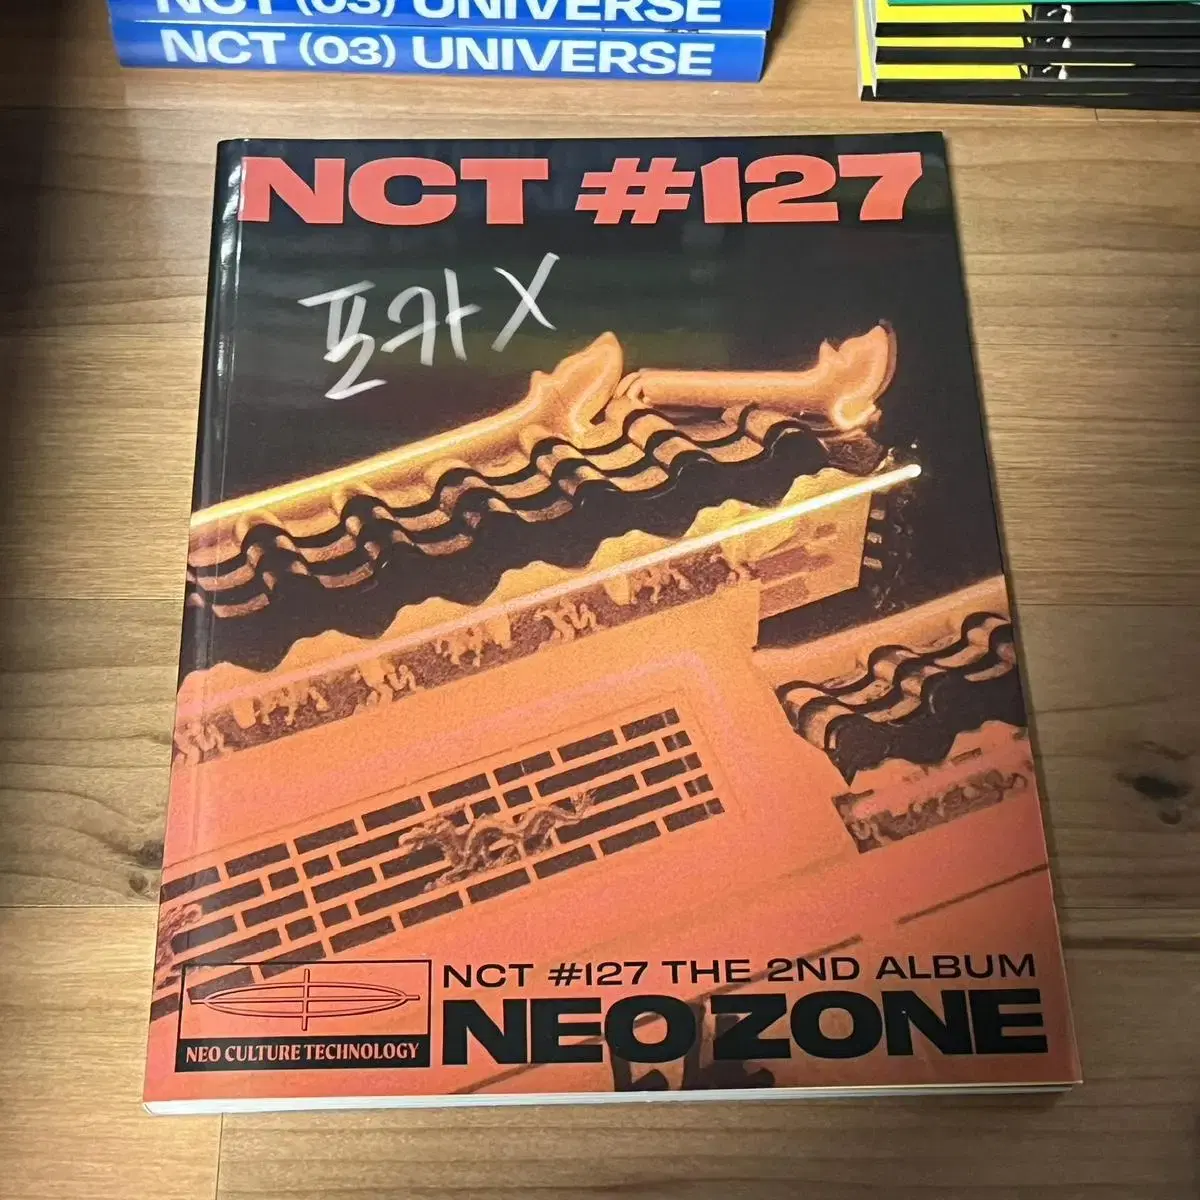 NCT (03) UNIVERSE
NCT (03) UNIVERSE
NCT #127
포카 X
NCT #127 THE 2ND ALBUM
NEO ZONE
NEO CULTURE TECHNOLOGY